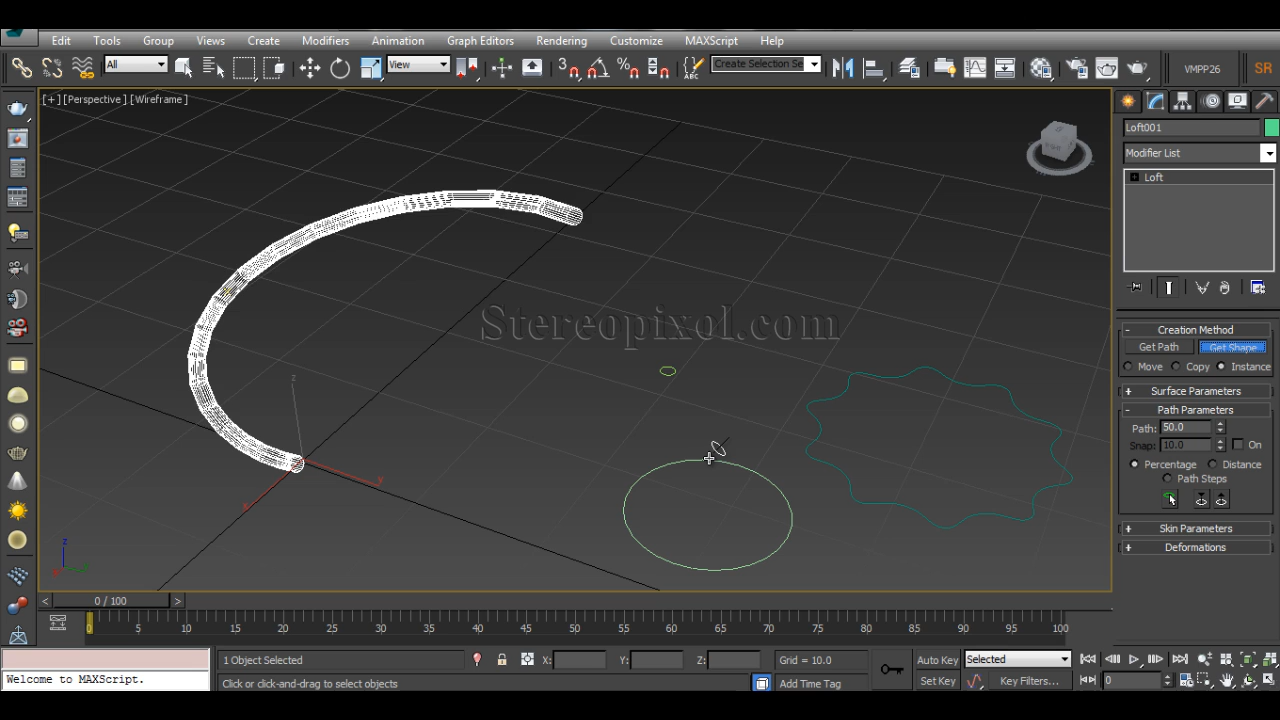 Edit Tools Group Views Create Modifiers Animation Graph Editors Rendering Customize MAXScript Help
All View 3 % ABC Create Selection Se VMPP26 SR
[+] [Perspective] [Wireframe]
Loft001
Modifier List
Loft
Stereopixol.com
Creation Method
Get Path Get Shape
Move Copy Instance
Surface Parameters
Path Parameters
Path: 50.0
Snap: 10.0 On
Percentage Distance
Path Steps
Skin Parameters
Deformations
z
y
x
z
< 0 / 100 >
0 5 10 15 20 25 30 35 40 45 50 55 60 65 70 75 80 85 90 95 100
1 Object Selected X: Y: Z: Grid = 10.0 Auto Key Selected
Welcome to MAXScript. Click or click-and-drag to select objects Add Time Tag Set Key Key Filters... 0